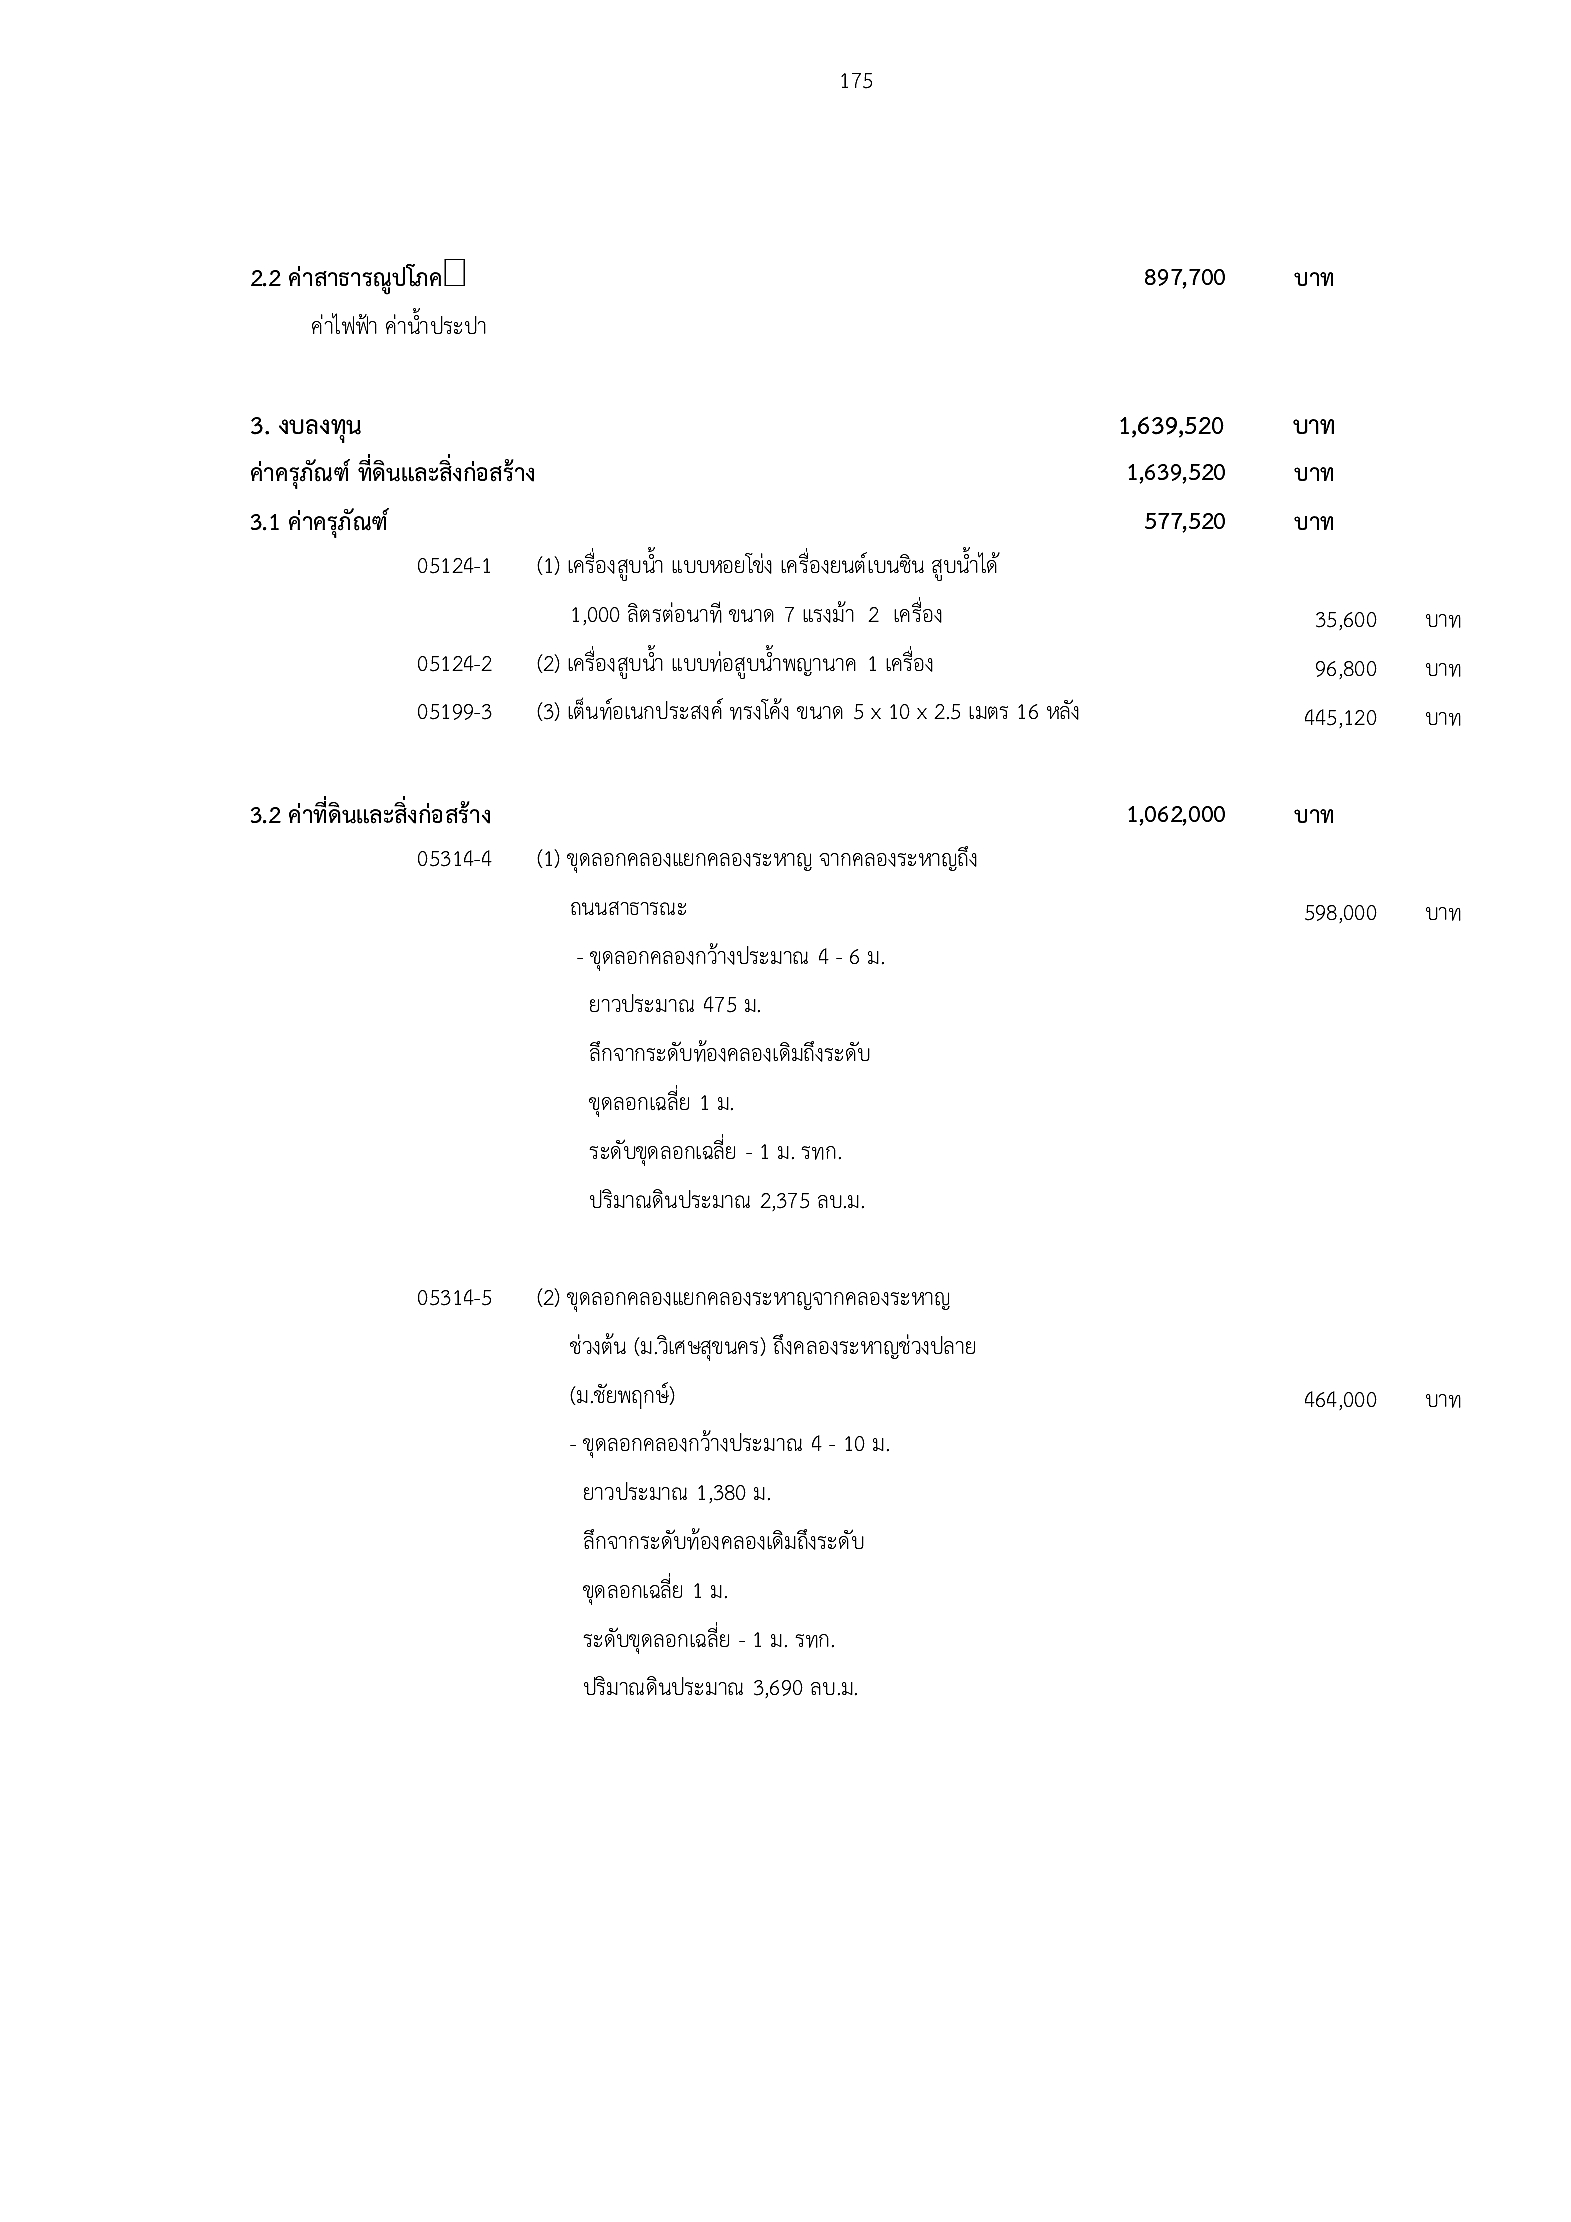 175
2.2 ค่าสาธารณูปโภค 897,700 บาท
ค่าไฟฟ้า ค่าน้ำประปา
3. งบลงทุน 1,639,520 บาท
ค่าครุภัณฑ์ ที่ดินและสิ่งก่อสร้าง 1,639,520 บาท
3.1 ค่าครุภัณฑ์ 577,520 บาท
05124-1 (1) เครื่องสูบน้ำ แบบหอยโข่ง เครื่องยนต์เบนซิน สูบน้ำได้
1,000 ลิตรต่อนาที ขนาด 7 แรงม้า 2 เครื่อง 35,600 บาท
05124-2 (2) เครื่องสูบน้ำ แบบท่อสูบน้ำพญานาค 1 เครื่อง 96,800 บาท
05199-3 (3) เต็นท์อเนกประสงค์ ทรงโค้ง ขนาด 5 x 10 x 2.5 เมตร 16 หลัง 445,120 บาท
3.2 ค่าที่ดินและสิ่งก่อสร้าง 1,062,000 บาท
05314-4 (1) ขุดลอกคลองแยกคลองระหาญ จากคลองระหาญถึง
ถนนสาธารณะ 598,000 บาท
- ขุดลอกคลองกว้างประมาณ 4 - 6 ม.
ยาวประมาณ 475 ม.
ลึกจากระดับท้องคลองเดิมถึงระดับ
ขุดลอกเฉลี่ย 1 ม.
ระดับขุดลอกเฉลี่ย - 1 ม. รทก.
ปริมาณดินประมาณ 2,375 ลบ.ม.
05314-5 (2) ขุดลอกคลองแยกคลองระหาญจากคลองระหาญ
ช่วงต้น (ม.วิเศษสุขนคร) ถึงคลองระหาญช่วงปลาย
(ม.ชัยพฤกษ์) 464,000 บาท
- ขุดลอกคลองกว้างประมาณ 4 - 10 ม.
ยาวประมาณ 1,380 ม.
ลึกจากระดับท้องคลองเดิมถึงระดับ
ขุดลอกเฉลี่ย 1 ม.
ระดับขุดลอกเฉลี่ย - 1 ม. รทก.
ปริมาณดินประมาณ 3,690 ลบ.ม.